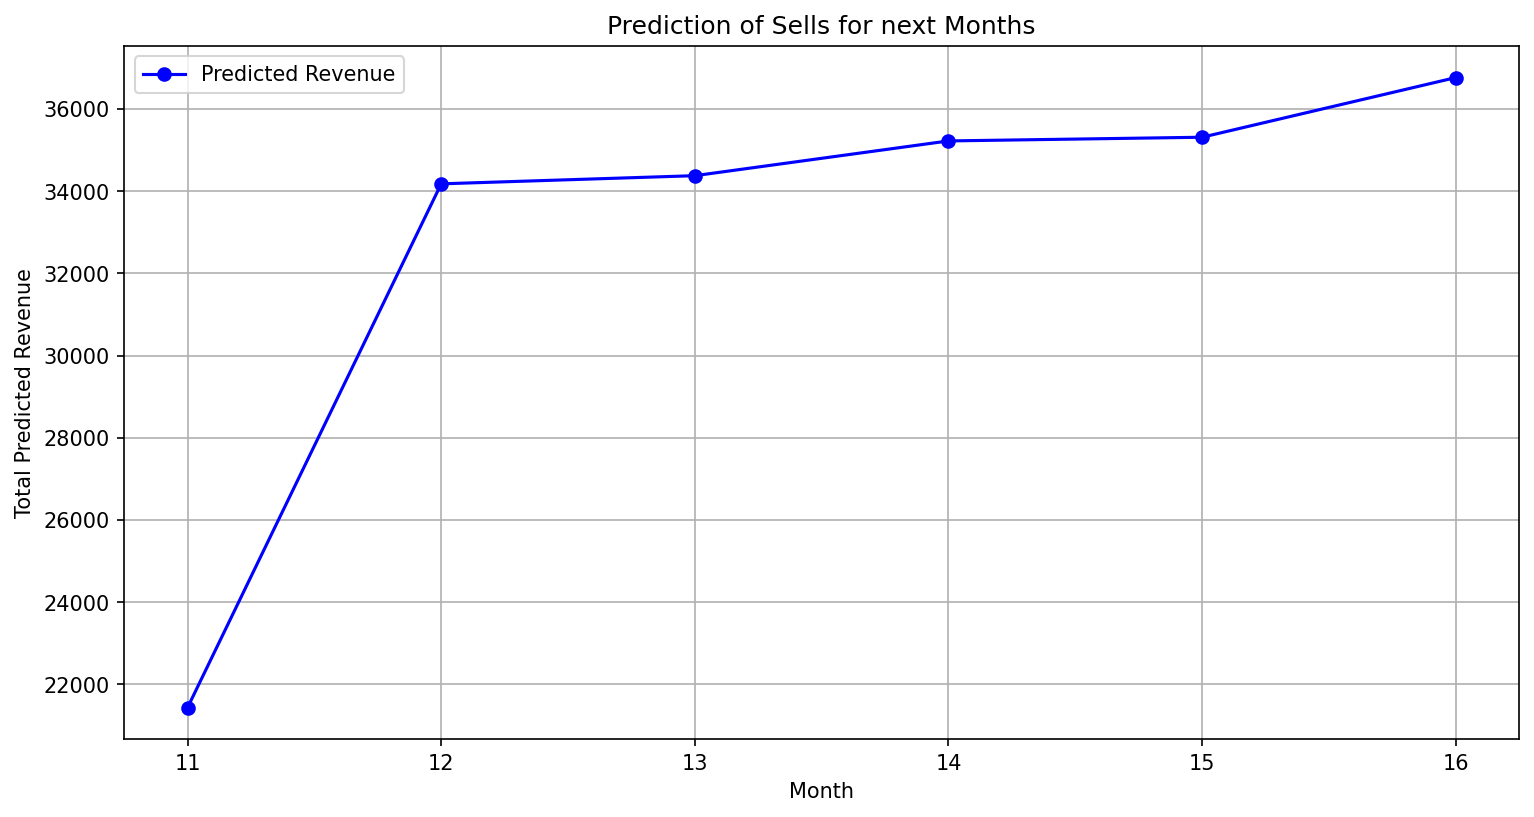 Prediction of Sells for next Months
Predicted Revenue
Total Predicted Revenue
36000
34000
32000
30000
28000
26000
24000
22000
11 12 13 14 15 16
Month